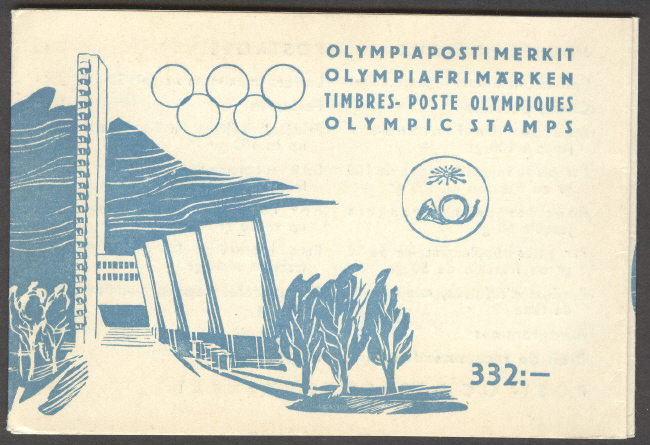 OLYMPIAPOSTIMERKIT
OLYMPIAFRIMÄRKEN
TIMBRES-POSTE OLYMPIQUES
OLYMPIC STAMPS
332:—